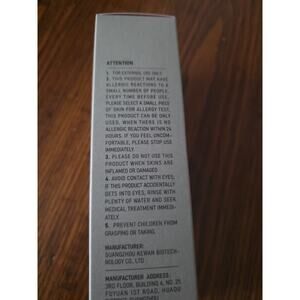 ATTENTION
1. FOR EXTERNAL USE ONLY.
2. THIS PRODUCT MAY HAVE
ALLERGIC REACTIONS TO A
SMALL NUMBER OF PEOPLE.
EVERY TIME BEFORE USE,
PLEASE SELECT A SMALL PIECE
OF SKIN FOR ALLERGY TEST,
THIS PRODUCT CAN BE ONLY
USED, WHEN THERE IS NO
ALLERGIC REACTION WITHIN 24
HOURS. IF YOU FEEL UNCOM-
FORTABLE, PLEASE STOP USE
IMMEDIATELY.
3. PLEASE DO NOT USE THIS
PRODUCT WHEN SKINS ARE
INFLAMED OR DAMAGED
4. AVOID CONTACT WITH EYES,
IF THIS PRODUCT ACCIDENTALLY
GETS INTO EYES, RINSE WITH
PLENTY OF WATER AND SEEK
MEDICAL TREATMENT IMMEDI-
ATELY.
5. PREVENT CHILDREN FROM
GRASPING OR TAKING.
MANUFACTURER:
GUANGZHOU KEWAN BIOTECH-
NOLOGY CO., LTD
MANUFACTURER ADDRESS:
3RD FLOOR, BUILDING 4, NO. 25
FUYUAN 1ST ROAD, HUADU